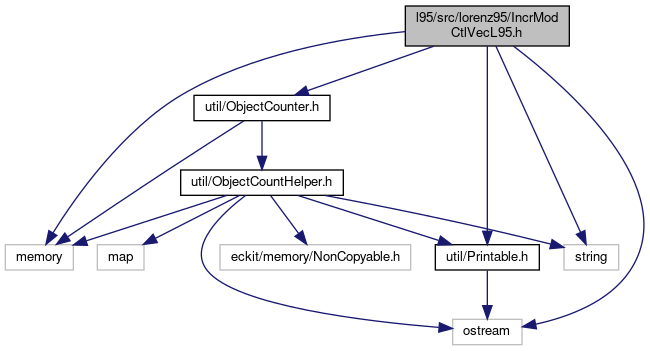 l95/src/lorenz95/IncrMod
CtlVecL95.h
util/ObjectCounter.h
util/ObjectCountHelper.h
memory
map
eckit/memory/NonCopyable.h
util/Printable.h
string
ostream